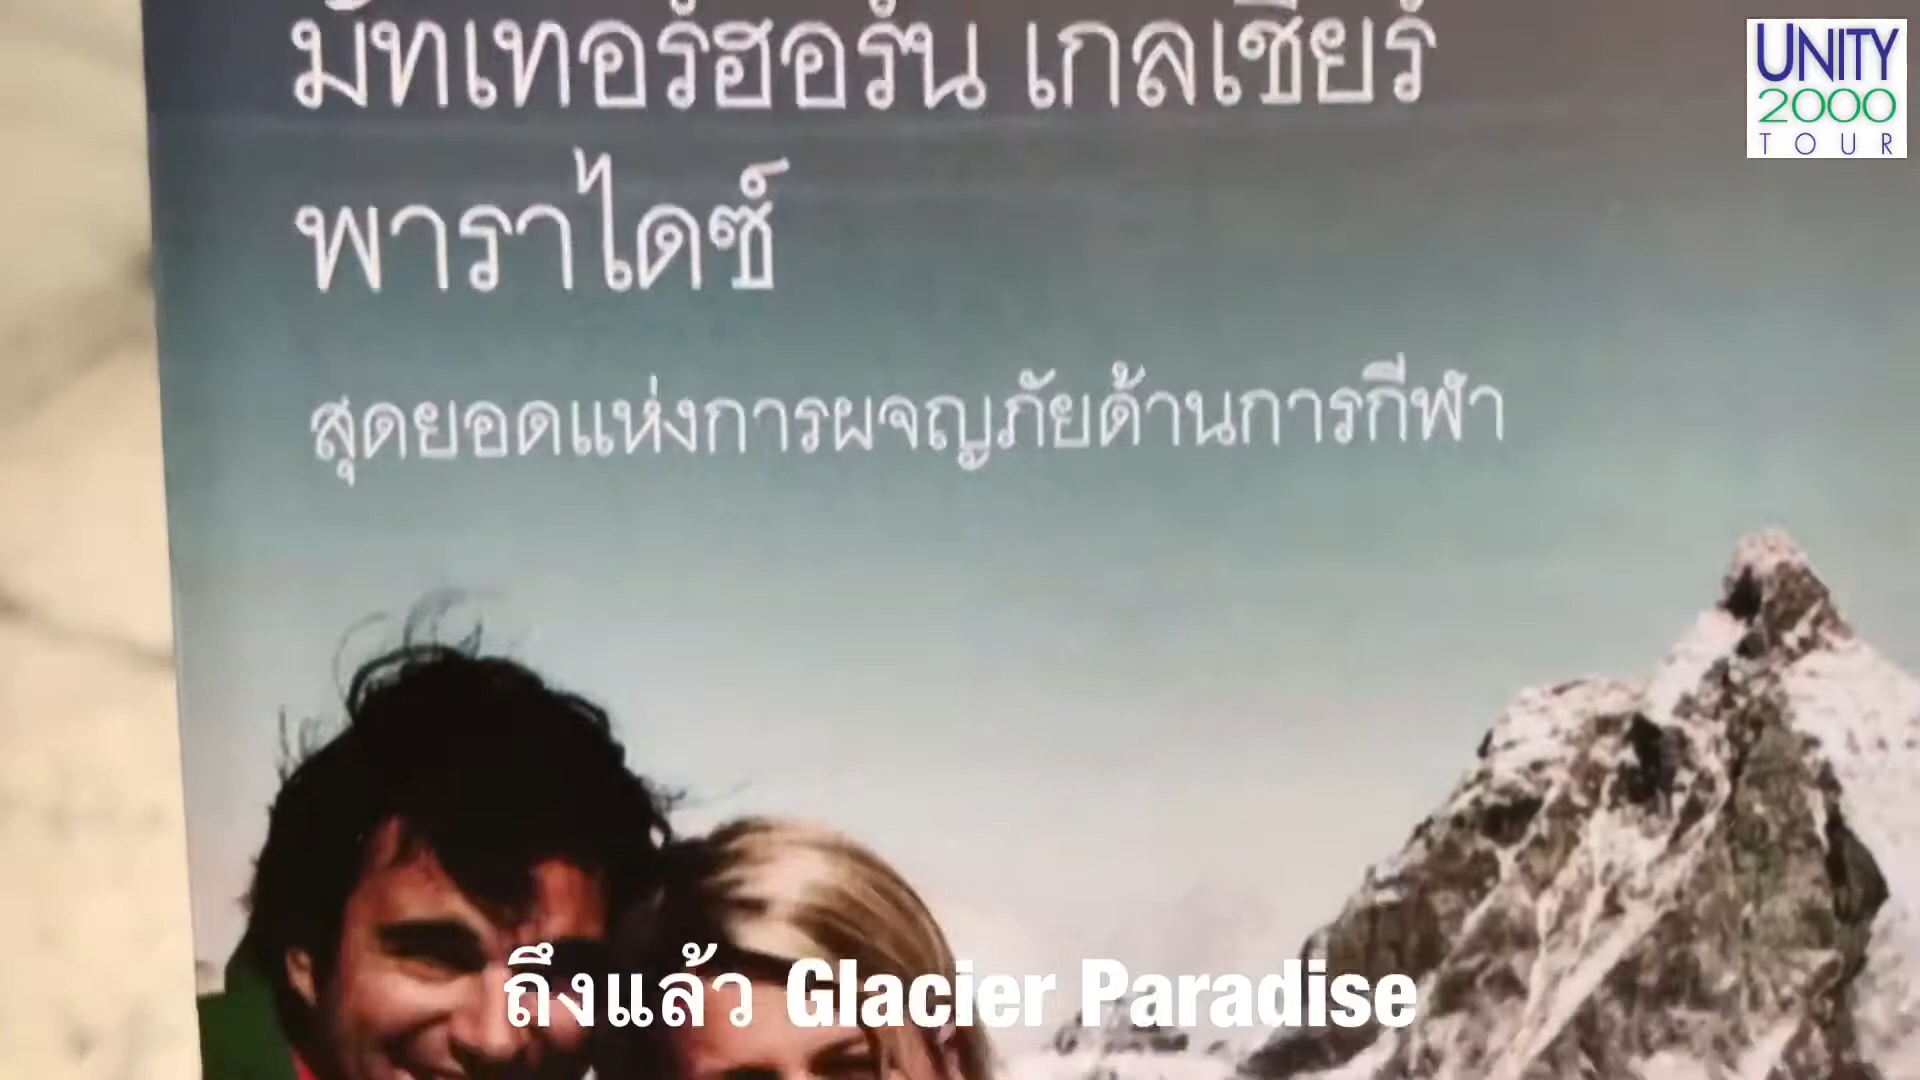 มัทเทอร์ฮอร์น เกลเชียร์
พาราไดซ์
สุดยอดแห่งการผจญภัยด้านการกีฬา
UNITY
2000
TOUR
ถึงแล้ว Glacier Paradise